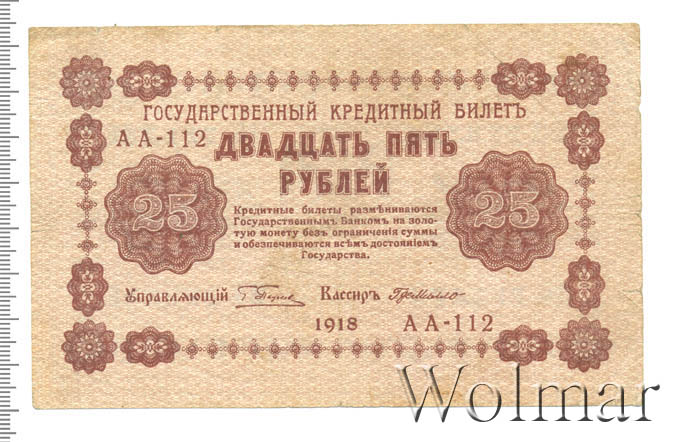 ГОСУДАРСТВЕННЫЙ КРЕДИТНЫЙ БИЛЕТЪ
АА-112
ДВАДЦАТЬ ПЯТЬ
РУБЛЕЙ
25
25
Кредитные билеты размѣниваются
Государственнымъ Банкомъ на золо-
тую монету безъ ограниченія суммы
и обезпечиваются всѣмъ достояніемъ
Государства.
Управляющій
Кассиръ
1918 АА-112
Wolmar